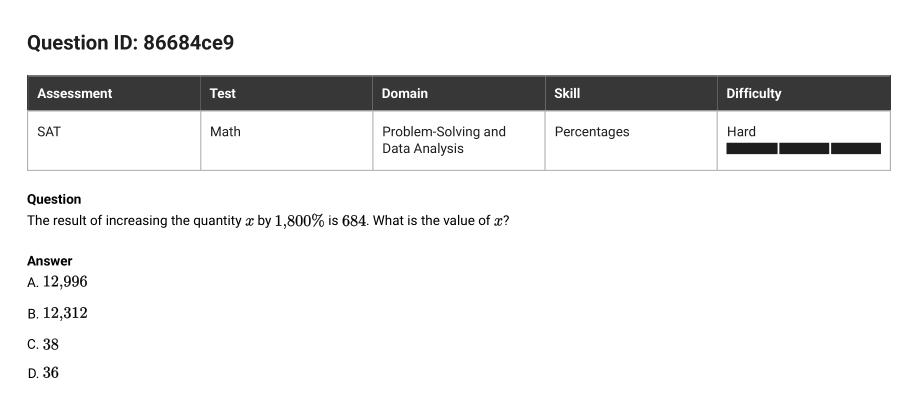 Question ID: 86684ce9
Assessment Test Domain Skill Difficulty
SAT Math Problem-Solving and Percentages Hard
Data Analysis
Question
The result of increasing the quantity x by 1,800% is 684. What is the value of x?
Answer
A. 12,996
B. 12,312
C. 38
D. 36